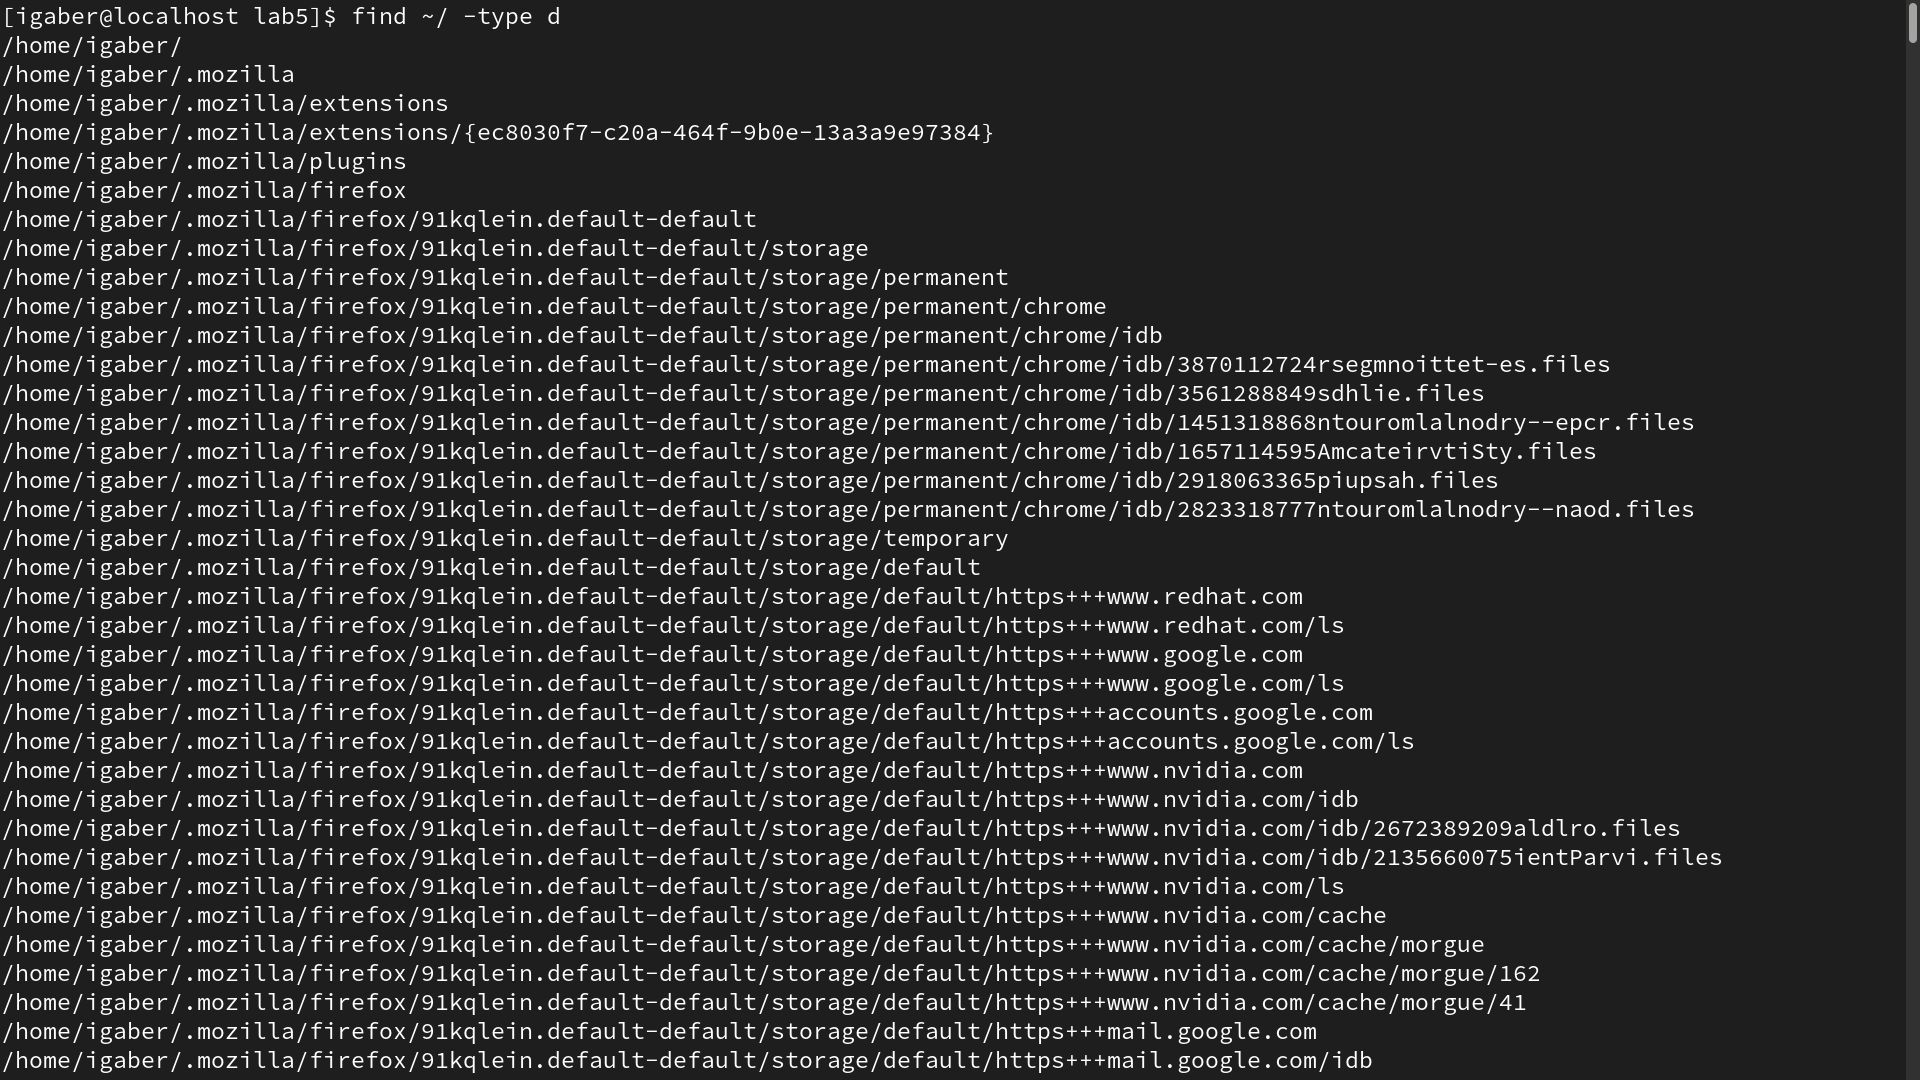 [igaber@localhost lab5]$ find ~/ -type d
/home/igaber/
/home/igaber/.mozilla
/home/igaber/.mozilla/extensions
/home/igaber/.mozilla/extensions/{ec8030f7-c20a-464f-9b0e-13a3a9e97384}
/home/igaber/.mozilla/plugins
/home/igaber/.mozilla/firefox
/home/igaber/.mozilla/firefox/91kqlein.default-default
/home/igaber/.mozilla/firefox/91kqlein.default-default/storage
/home/igaber/.mozilla/firefox/91kqlein.default-default/storage/permanent
/home/igaber/.mozilla/firefox/91kqlein.default-default/storage/permanent/chrome
/home/igaber/.mozilla/firefox/91kqlein.default-default/storage/permanent/chrome/idb
/home/igaber/.mozilla/firefox/91kqlein.default-default/storage/permanent/chrome/idb/3870112724rsegmnoittet-es.files
/home/igaber/.mozilla/firefox/91kqlein.default-default/storage/permanent/chrome/idb/3561288849sdhlie.files
/home/igaber/.mozilla/firefox/91kqlein.default-default/storage/permanent/chrome/idb/1451318868ntouromlalnodry--epcr.files
/home/igaber/.mozilla/firefox/91kqlein.default-default/storage/permanent/chrome/idb/1657114595AmcateirvtiSty.files
/home/igaber/.mozilla/firefox/91kqlein.default-default/storage/permanent/chrome/idb/2918063365piupsah.files
/home/igaber/.mozilla/firefox/91kqlein.default-default/storage/permanent/chrome/idb/2823318777ntouromlalnodry--naod.files
/home/igaber/.mozilla/firefox/91kqlein.default-default/storage/temporary
/home/igaber/.mozilla/firefox/91kqlein.default-default/storage/default
/home/igaber/.mozilla/firefox/91kqlein.default-default/storage/default/https+++www.redhat.com
/home/igaber/.mozilla/firefox/91kqlein.default-default/storage/default/https+++www.redhat.com/ls
/home/igaber/.mozilla/firefox/91kqlein.default-default/storage/default/https+++www.google.com
/home/igaber/.mozilla/firefox/91kqlein.default-default/storage/default/https+++www.google.com/ls
/home/igaber/.mozilla/firefox/91kqlein.default-default/storage/default/https+++accounts.google.com
/home/igaber/.mozilla/firefox/91kqlein.default-default/storage/default/https+++accounts.google.com/ls
/home/igaber/.mozilla/firefox/91kqlein.default-default/storage/default/https+++www.nvidia.com
/home/igaber/.mozilla/firefox/91kqlein.default-default/storage/default/https+++www.nvidia.com/idb
/home/igaber/.mozilla/firefox/91kqlein.default-default/storage/default/https+++www.nvidia.com/idb/2672389209aldlro.files
/home/igaber/.mozilla/firefox/91kqlein.default-default/storage/default/https+++www.nvidia.com/idb/2135660075ientParvi.files
/home/igaber/.mozilla/firefox/91kqlein.default-default/storage/default/https+++www.nvidia.com/ls
/home/igaber/.mozilla/firefox/91kqlein.default-default/storage/default/https+++www.nvidia.com/cache
/home/igaber/.mozilla/firefox/91kqlein.default-default/storage/default/https+++www.nvidia.com/cache/morgue
/home/igaber/.mozilla/firefox/91kqlein.default-default/storage/default/https+++www.nvidia.com/cache/morgue/162
/home/igaber/.mozilla/firefox/91kqlein.default-default/storage/default/https+++www.nvidia.com/cache/morgue/41
/home/igaber/.mozilla/firefox/91kqlein.default-default/storage/default/https+++mail.google.com
/home/igaber/.mozilla/firefox/91kqlein.default-default/storage/default/https+++mail.google.com/idb